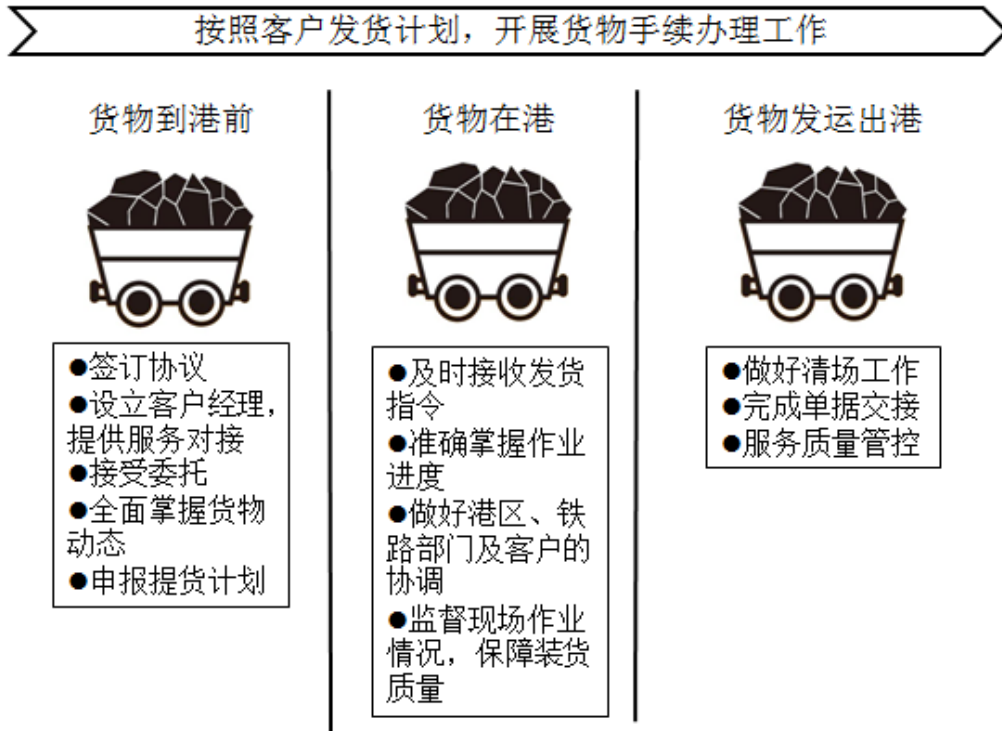 按照客户发货计划，开展货物手续办理工作
货物到港前
●签订协议
●设立客户经理，
提供服务对接
●接受委托
●全面掌握货物
动态
●申报提货计划
货物在港
●及时接收发货
指令
●准确掌握作业
进度
●做好港区、铁
路部门及客户的
协调
●监督现场作业
情况，保障装货
质量
货物发运出港
●做好清场工作
●完成单据交接
●服务质量管控